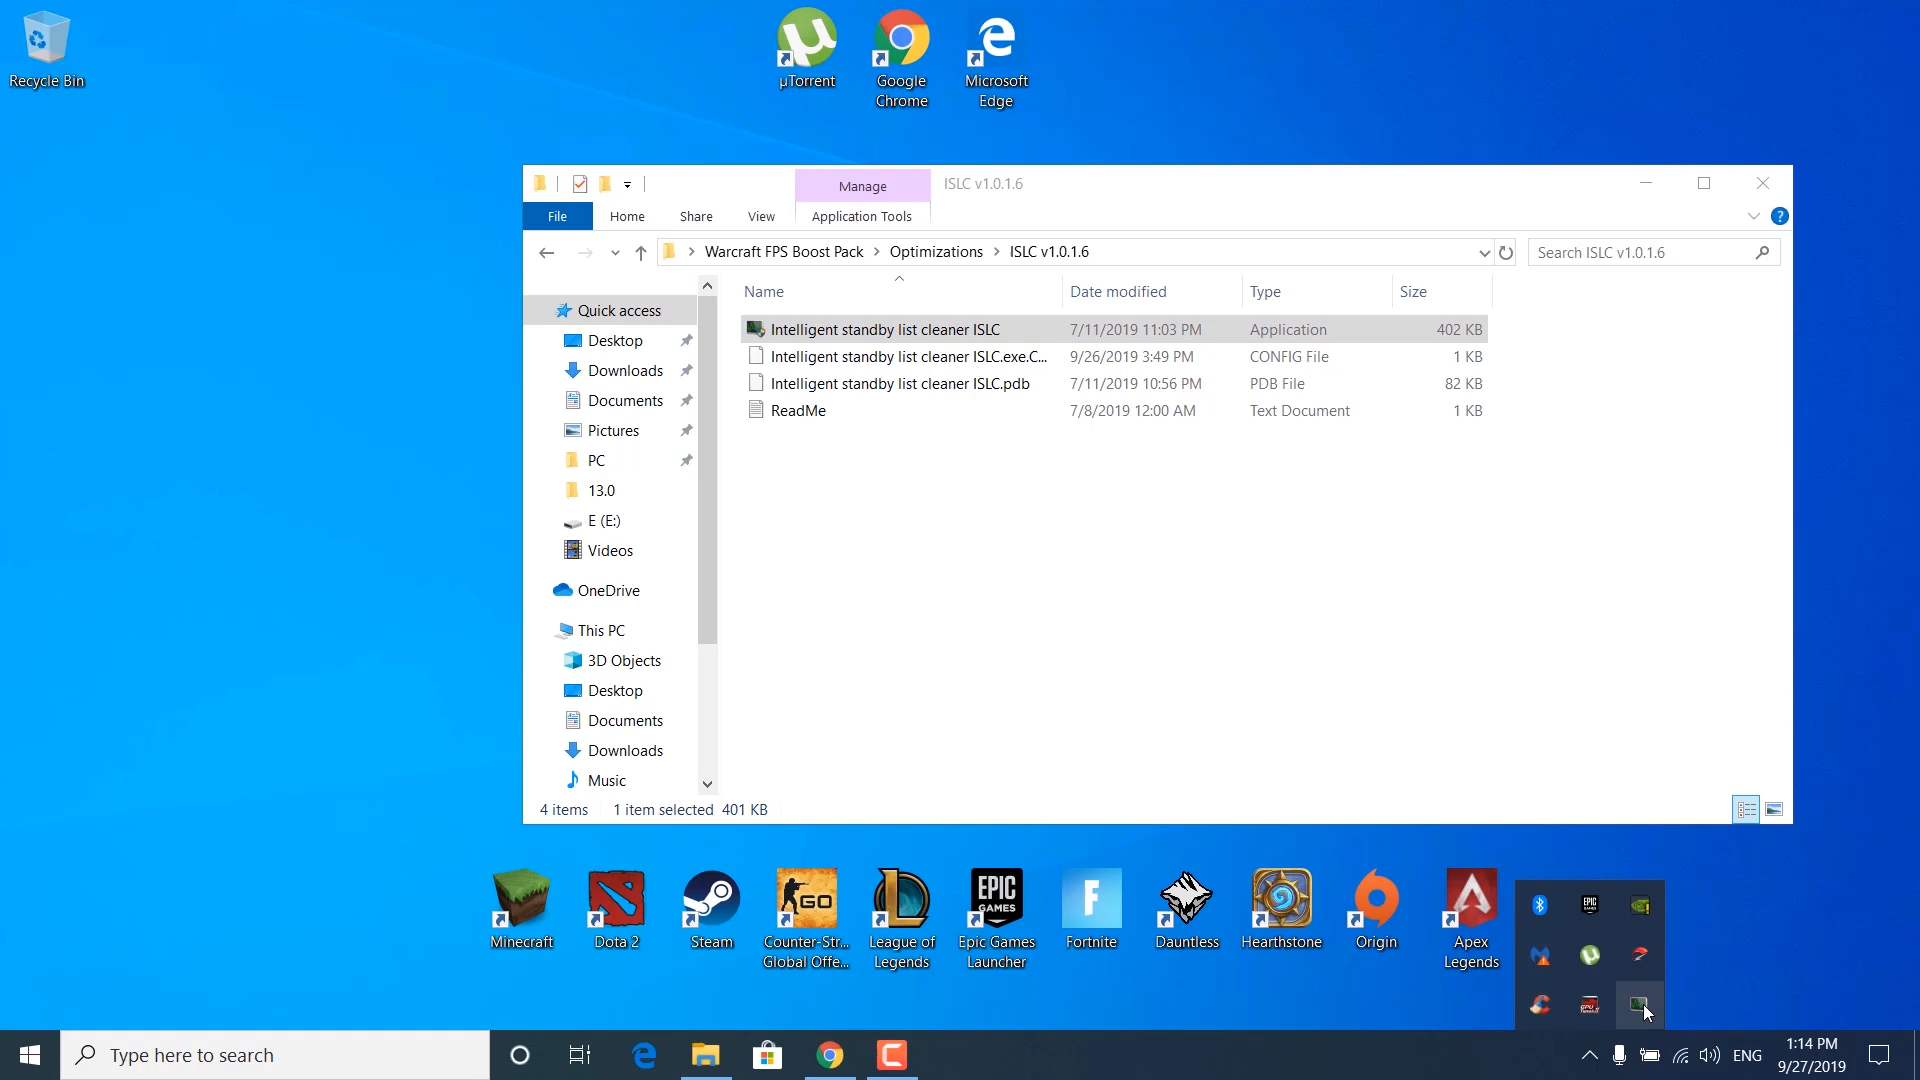 Recycle Bin
µTorrent
Google
Chrome
Microsoft
Edge
Manage
ISLC v1.0.1.6
File
Home
Share
View
Application Tools
Warcraft FPS Boost Pack
Optimizations
ISLC v1.0.1.6
Search ISLC v1.0.1.6
Name
Date modified
Type
Size
Intelligent standby list cleaner ISLC
7/11/2019 11:03 PM
Application
402 KB
Intelligent standby list cleaner ISLC.exe.C...
9/26/2019 3:49 PM
CONFIG File
1 KB
Intelligent standby list cleaner ISLC.pdb
7/11/2019 10:56 PM
PDB File
82 KB
ReadMe
7/8/2019 12:00 AM
Text Document
1 KB
Quick access
Desktop
Downloads
Documents
Pictures
PC
13.0
E (E:)
Videos
OneDrive
This PC
3D Objects
Desktop
Documents
Downloads
Music
4 items
1 item selected 401 KB
GO
EPIC
GAMES
F
Minecraft
Dota 2
Steam
Counter-Str...
Global Offe...
League of
Legends
Epic Games
Launcher
Fortnite
Dauntless
Hearthstone
Origin
Apex
Legends
EPIC
GPU
Type here to search
ENG
1:14 PM
9/27/2019